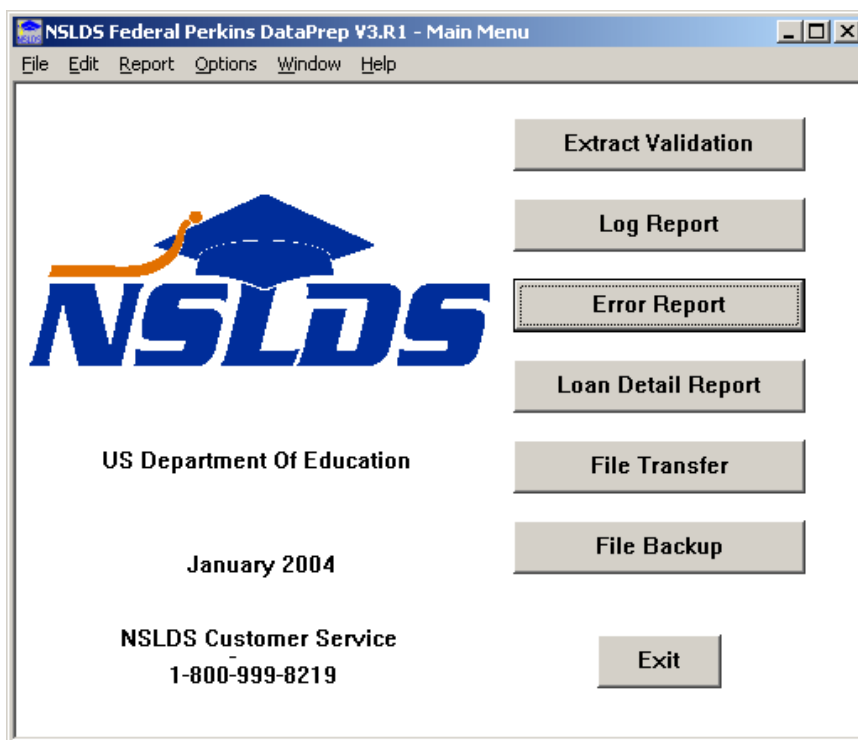 NSLDS Federal Perkins DataPrep V3.R1 - Main Menu
File Edit Report Options Window Help
NSLDS
US Department Of Education
January 2004
NSLDS Customer Service
1-800-999-8219
Extract Validation
Log Report
Error Report
Loan Detail Report
File Transfer
File Backup
Exit